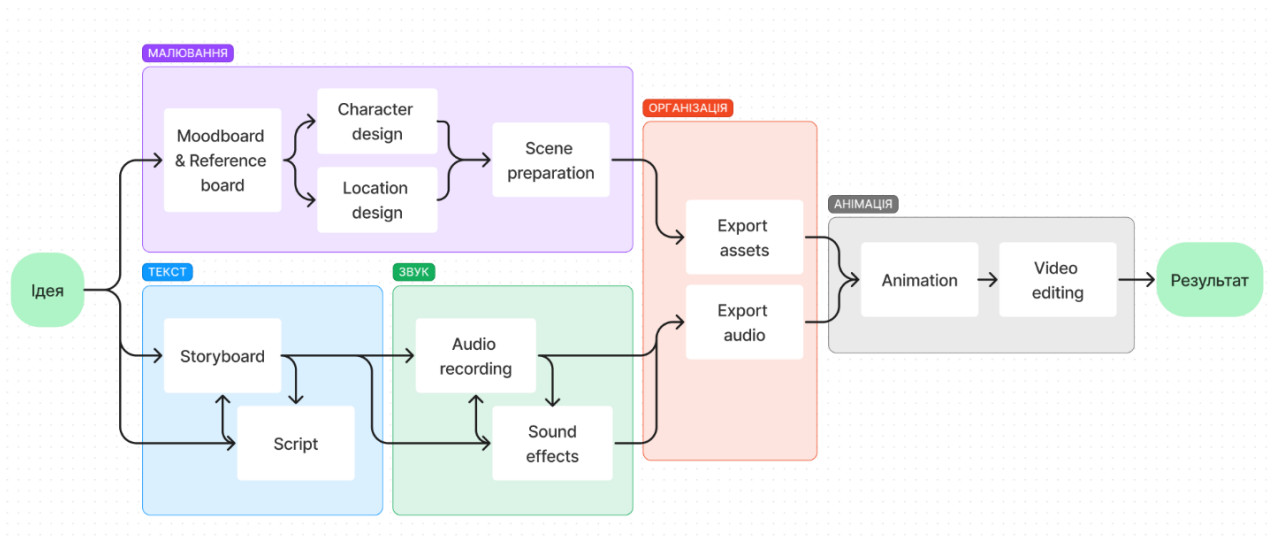 МАЛЮВАННЯ
Moodboard
& Reference
board
Character
design
Location
design
Scene
preparation
ОРГАНІЗАЦІЯ
Export
assets
Export
audio
АНІМАЦІЯ
Animation
Video
editing
Результат
Ідея
ТЕКСТ
Storyboard
Script
ЗВУК
Audio
recording
Sound
effects